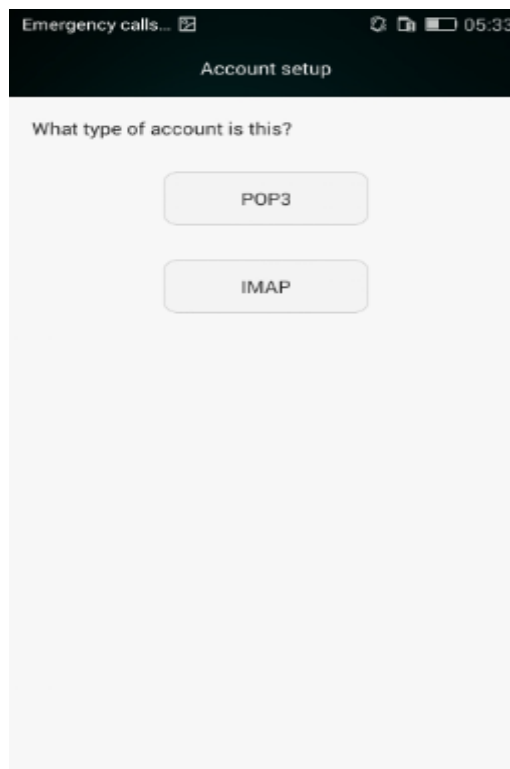 Emergency calls... 05:33
Account setup
What type of account is this?
POP3
IMAP